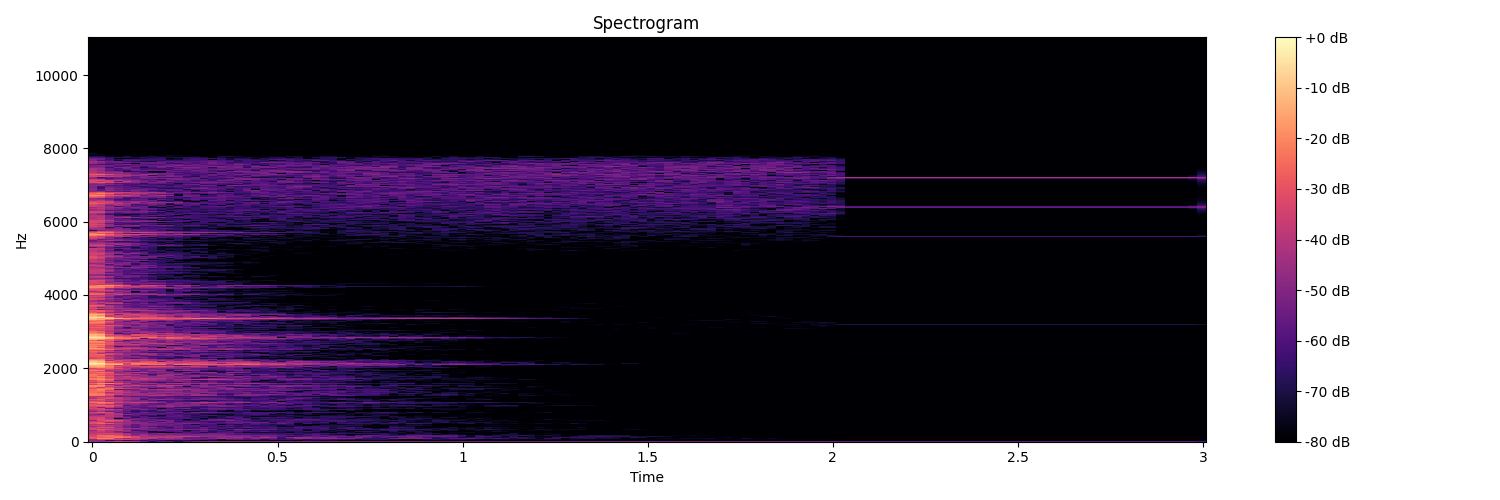 Spectrogram
10000
8000
6000
4000
2000
0
Hz
0 0.5 1 1.5 2 2.5 3
Time
+0 dB
-10 dB
-20 dB
-30 dB
-40 dB
-50 dB
-60 dB
-70 dB
-80 dB